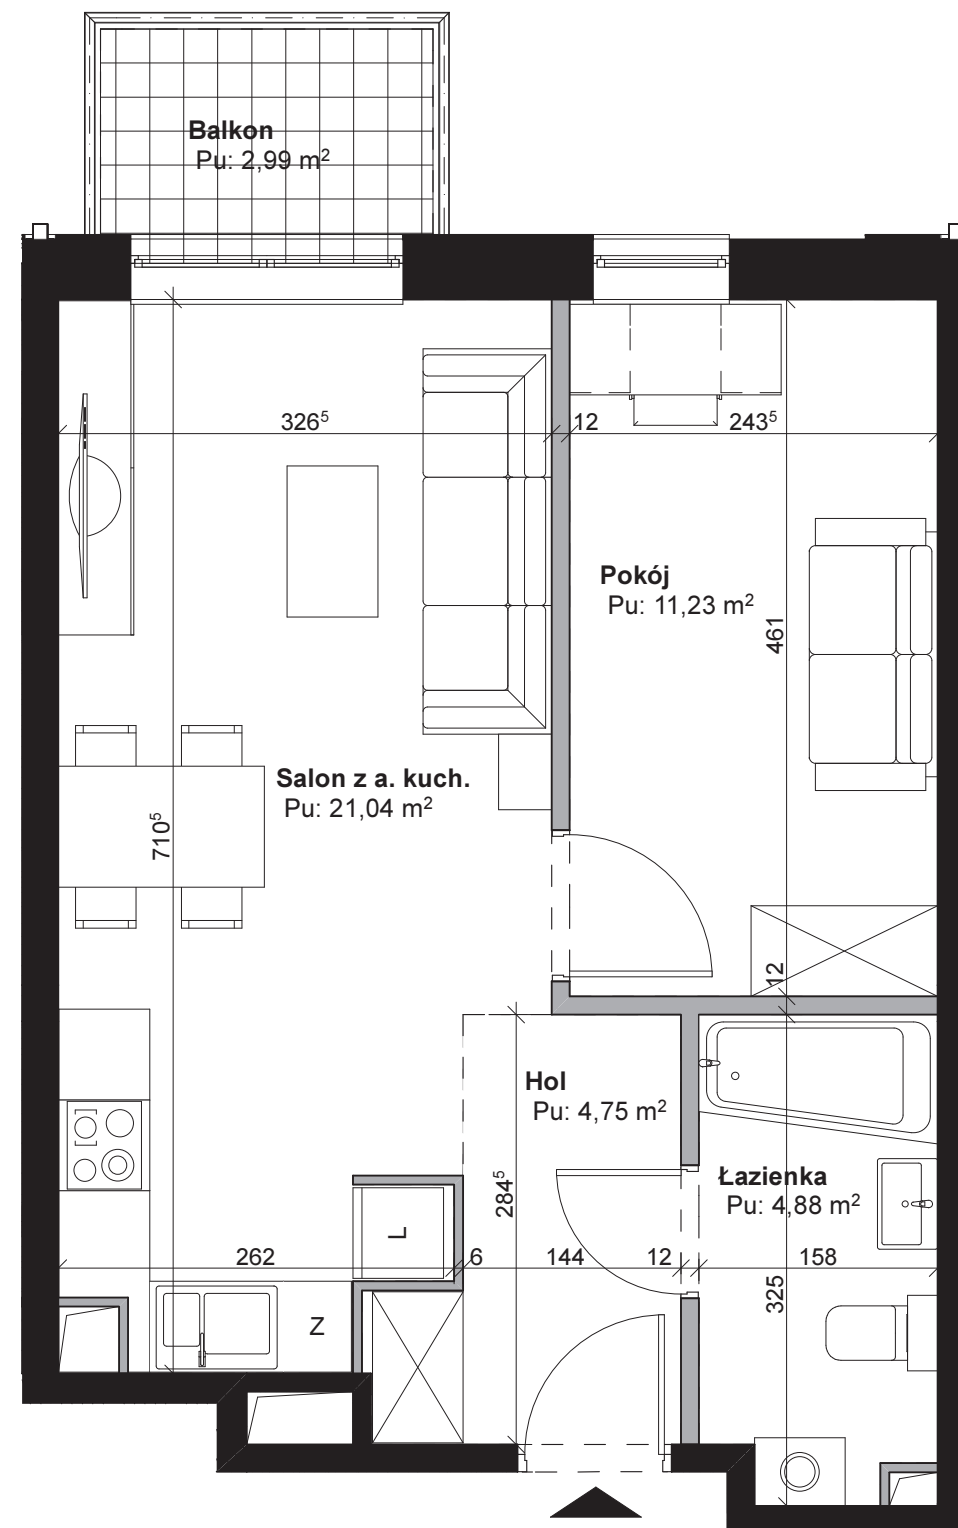 Balkon
Pu: 2,99 m²
326⁵
12
243⁵
Pokój
Pu: 11,23 m²
461
Salon z a. kuch.
Pu: 21,04 m²
710⁵
12
Hol
Pu: 4,75 m²
Łazienka
Pu: 4,88 m²
284⁵
L
262
6
144
12
158
325
Z